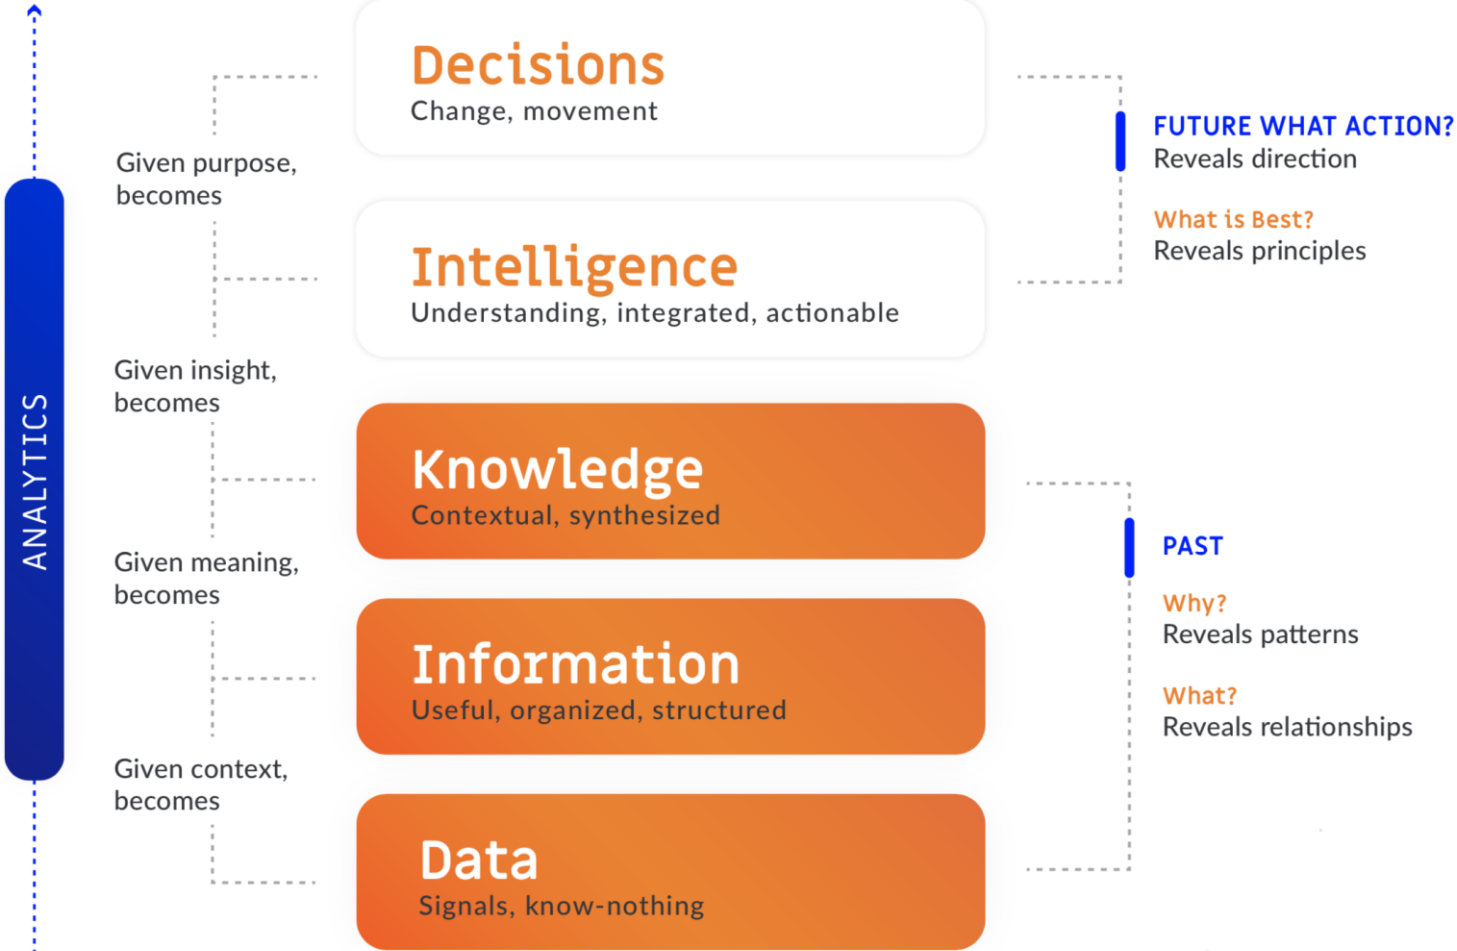 Decisions
Change, movement
FUTURE WHAT ACTION?
Reveals direction
Given purpose,
becomes
What is Best?
Reveals principles
Intelligence
Understanding, integrated, actionable
Given insight,
becomes
ANALYTICS
Knowledge
Contextual, synthesized
PAST
Given meaning,
becomes
Why?
Reveals patterns
Information
Useful, organized, structured
What?
Reveals relationships
Given context,
becomes
Data
Signals, know-nothing